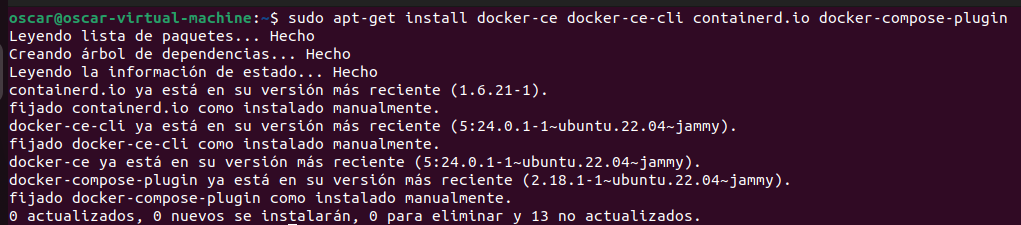 oscar@oscar-virtual-machine:~$ sudo apt-get install docker-ce docker-ce-cli containerd.io docker-compose-plugin
Leyendo lista de paquetes... Hecho
Creando árbol de dependencias... Hecho
Leyendo la información de estado... Hecho
containerd.io ya está en su versión más reciente (1.6.21-1).
fijado containerd.io como instalado manualmente.
docker-ce-cli ya está en su versión más reciente (5:24.0.1-1~ubuntu.22.04~jammy).
fijado docker-ce-cli como instalado manualmente.
docker-ce ya está en su versión más reciente (5:24.0.1-1~ubuntu.22.04~jammy).
docker-compose-plugin ya está en su versión más reciente (2.18.1-1~ubuntu.22.04~jammy).
fijado docker-compose-plugin como instalado manualmente.
0 actualizados, 0 nuevos se instalarán, 0 para eliminar y 13 no actualizados.